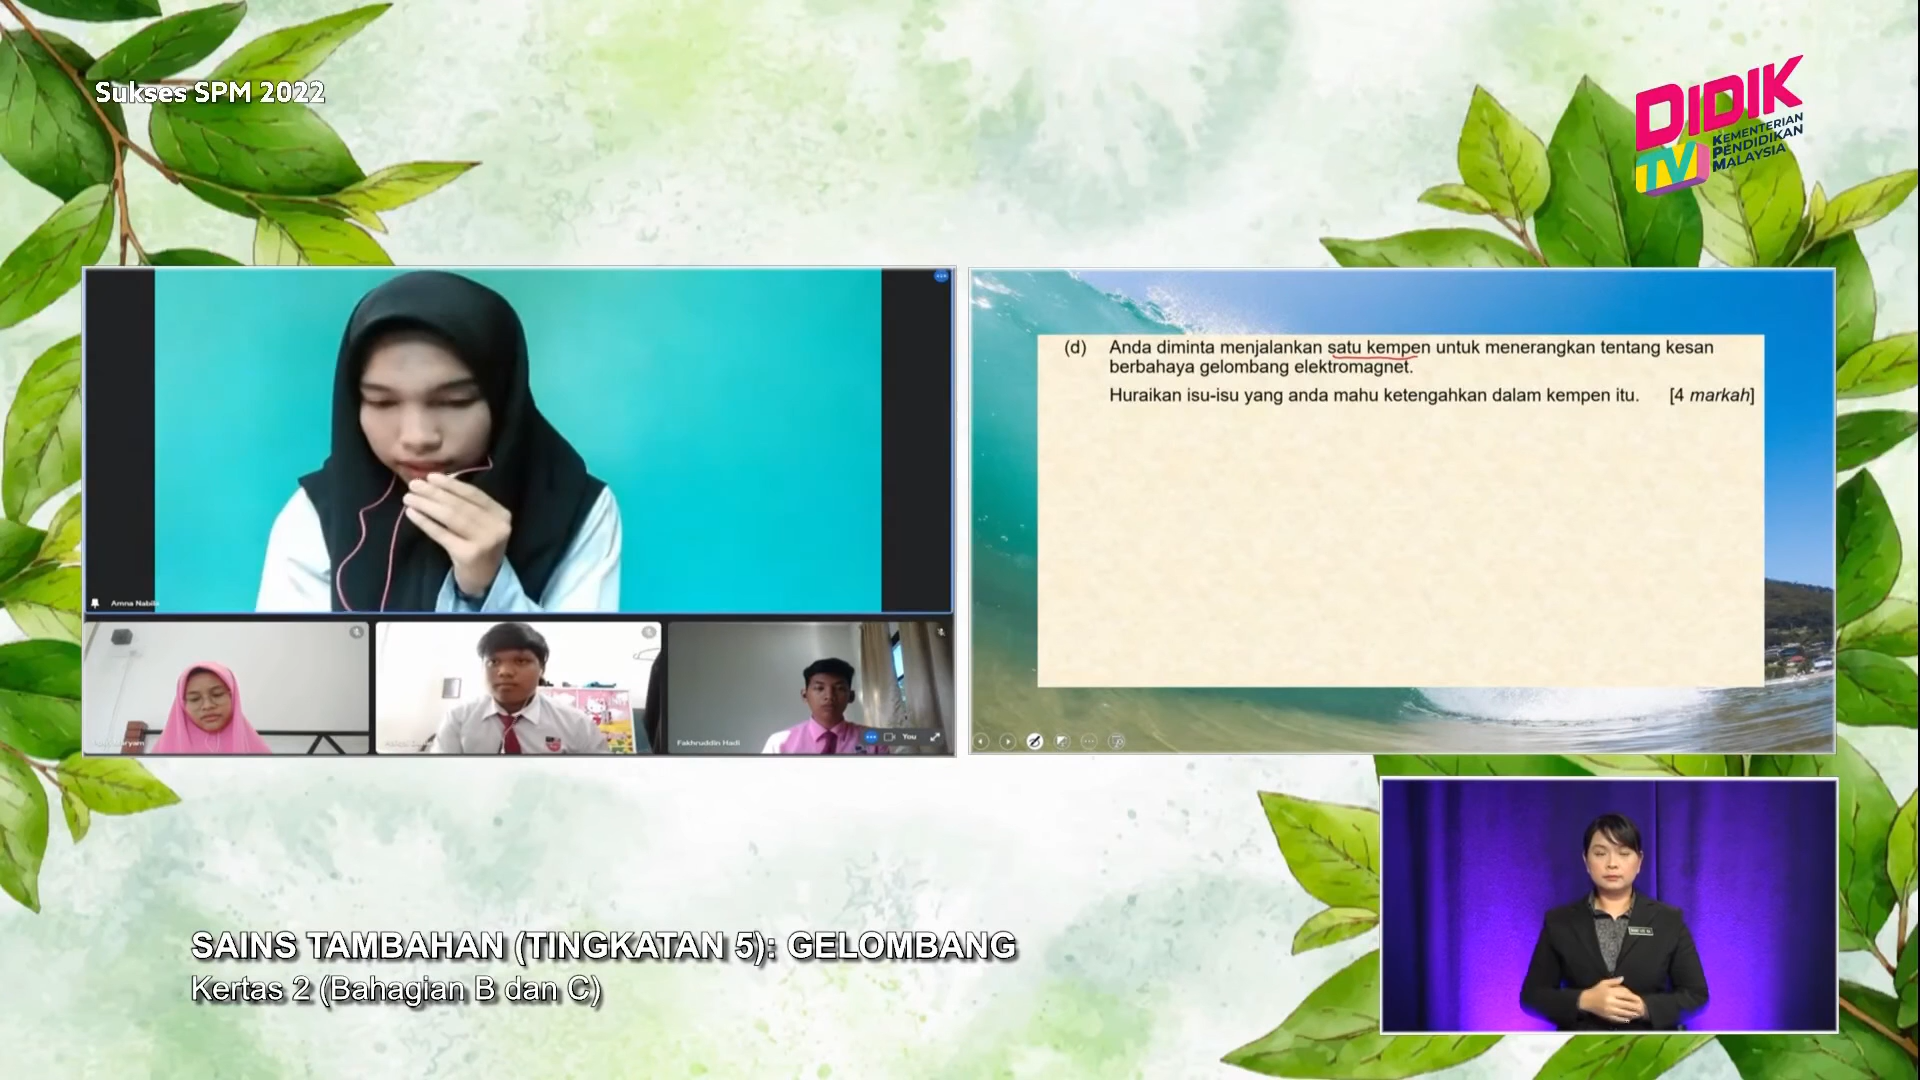 Sukses SPM 2022
DIDIK
TV
KEMENTERIAN
PENDIDIKAN
MALAYSIA
Amna Nabila
Fakhruddin Hadi
You
(d) Anda diminta menjalankan satu kempen untuk menerangkan tentang kesan
berbahaya gelombang elektromagnet.
Huraikan isu-isu yang anda mahu ketengahkan dalam kempen itu. [4 markah]
SAINS TAMBAHAN (TINGKATAN 5): GELOMBANG
Kertas 2 (Bahagian B dan C)